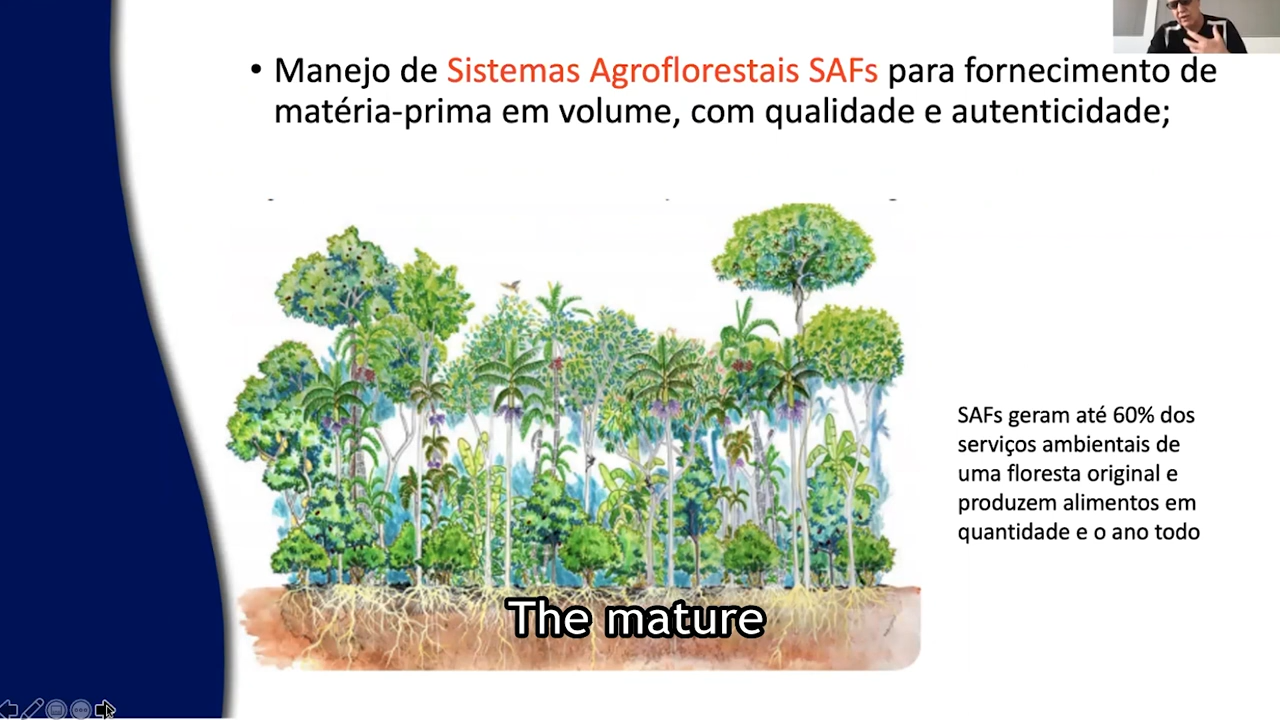 • Manejo de Sistemas Agroflorestais SAFs para fornecimento de
matéria-prima em volume, com qualidade e autenticidade;
SAFs geram até 60% dos
serviços ambientais de
uma floresta original e
produzem alimentos em
quantidade e o ano todo
The mature